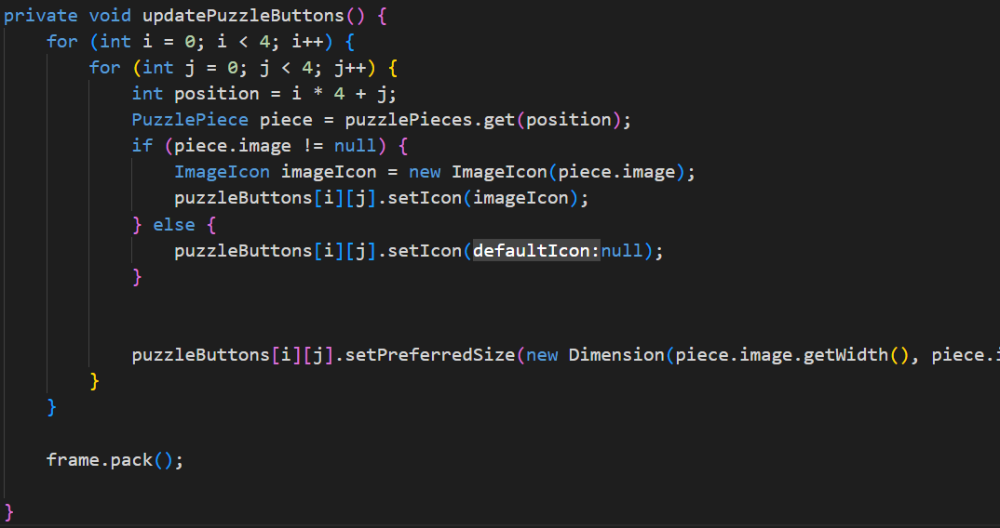 private void updatePuzzleButtons() {
for (int i = 0; i < 4; i++) {
for (int j = 0; j < 4; j++) {
int position = i * 4 + j;
PuzzlePiece piece = puzzlePieces.get(position);
if (piece.image != null) {
ImageIcon imageIcon = new ImageIcon(piece.image);
puzzleButtons[i][j].setIcon(imageIcon);
} else {
puzzleButtons[i][j].setIcon(defaultIcon:null);
}
puzzleButtons[i][j].setPreferredSize(new Dimension(piece.image.getWidth(), piece.
}
}
frame.pack();
}